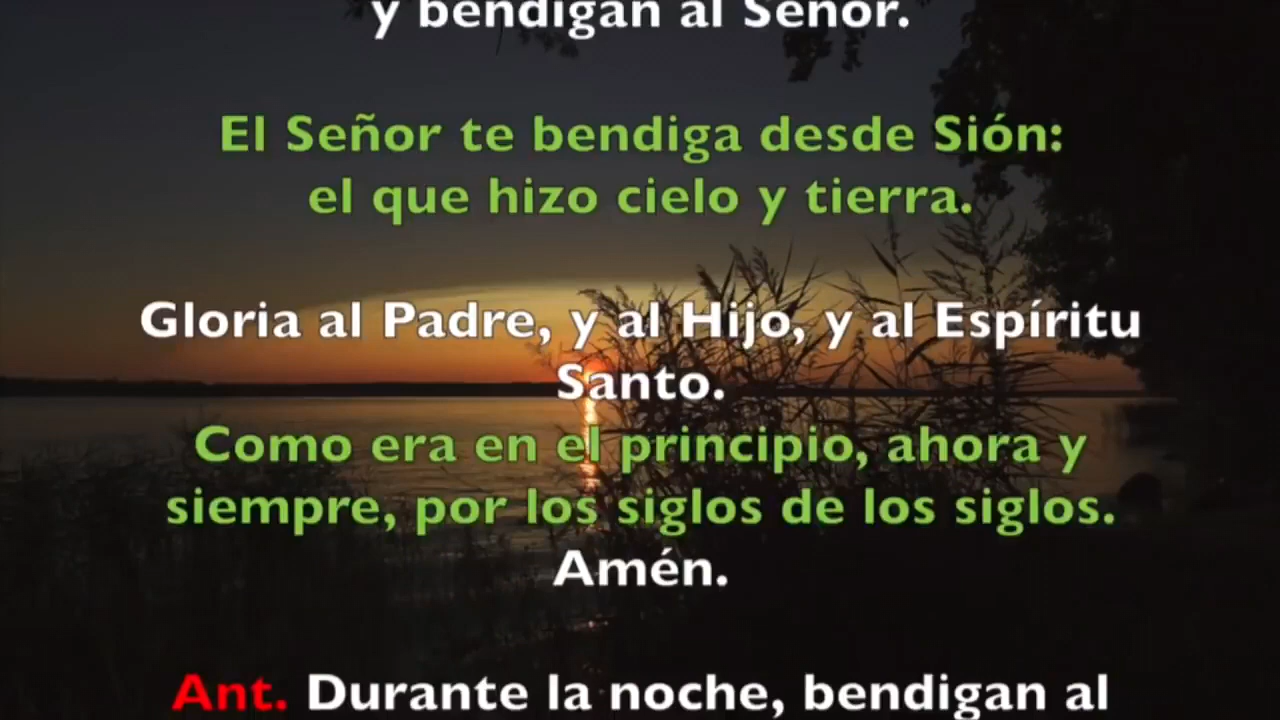 y bendigan al Señor.
El Señor te bendiga desde Sión:
el que hizo cielo y tierra.
Gloria al Padre, y al Hijo, y al Espíritu
Santo.
Como era en el principio, ahora y
siempre, por los siglos de los siglos.
Amén.
Ant. Durante la noche, bendigan al